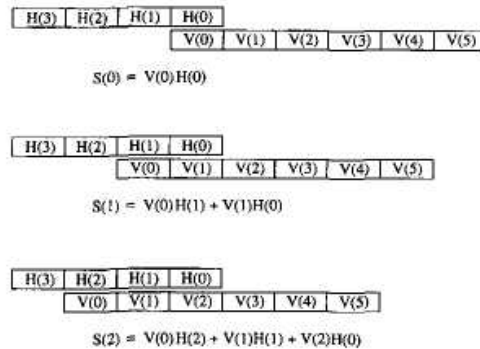 H(3) H(2) H(1) H(0)
V(0) V(1) V(2) V(3) V(4) V(5)
S(0) = V(0)H(0)
H(3) H(2) H(1) H(0)
V(0) V(1) V(2) V(3) V(4) V(5)
S(1) = V(0)H(1) + V(1)H(0)
H(3) H(2) H(1) H(0)
V(0) V(1) V(2) V(3) V(4) V(5)
S(2) = V(0)H(2) + V(1)H(1) + V(2)H(0)